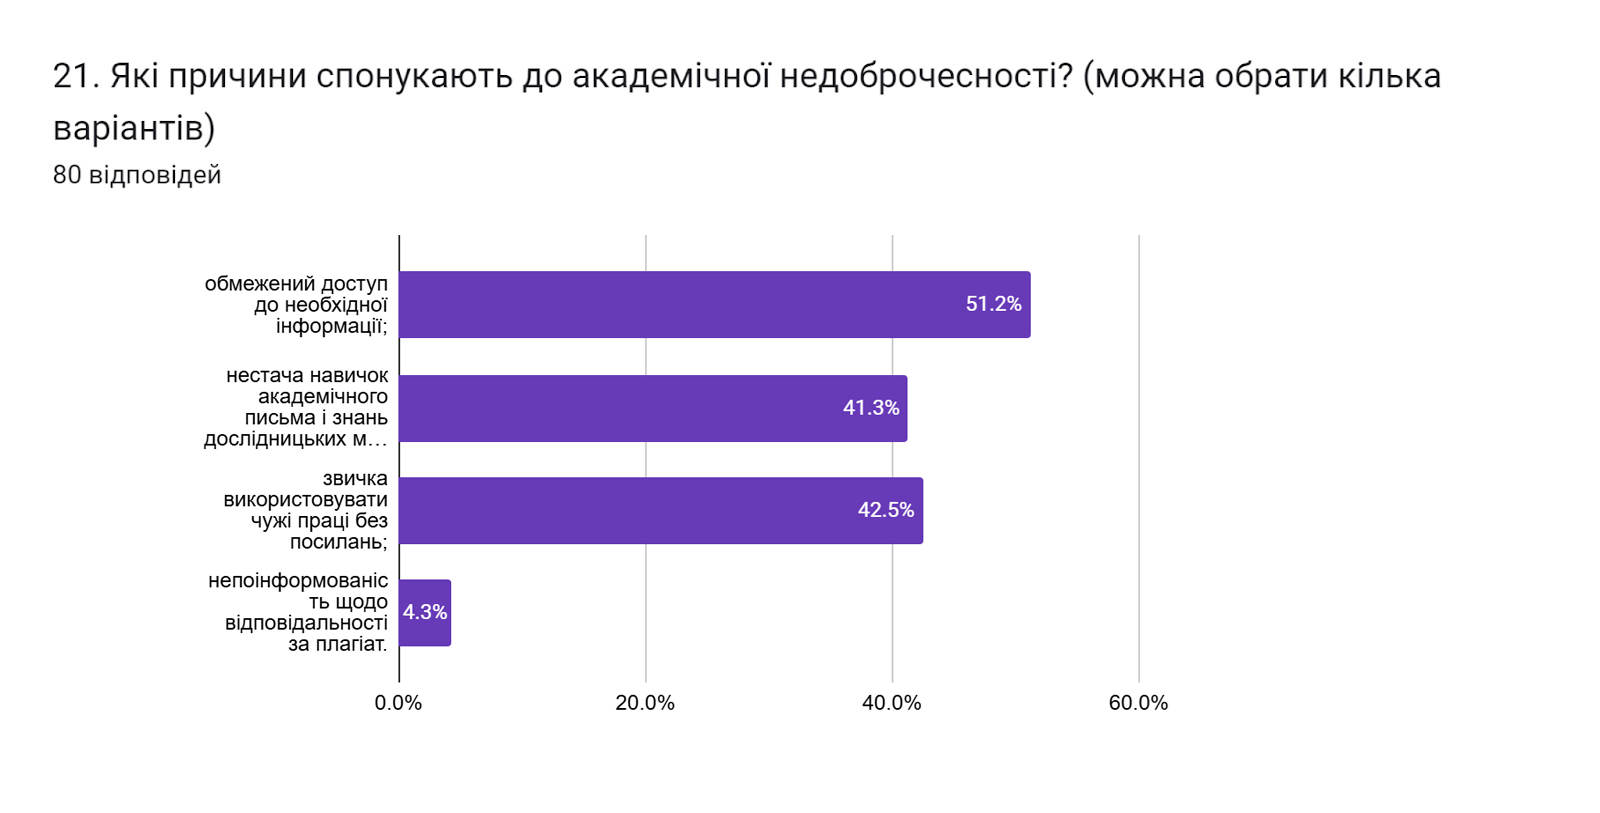 21. Які причини спонукають до академічної недоброчесності? (можна обрати кілька
варіантів)
80 відповідей
обмежений доступ
до необхідної
інформації;
51.2%
нестача навичок
академічного
письма і знань
дослідницьких м…
41.3%
звичка
використовувати
чужі праці без
посилань;
42.5%
непоінформованіс
ть щодо
відповідальності
за плагіат.
4.3%
0.0%
20.0%
40.0%
60.0%